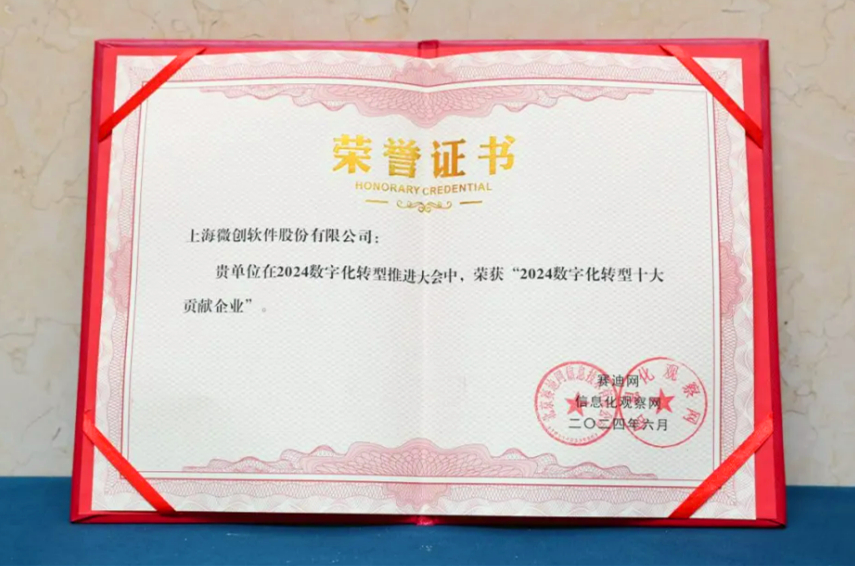 荣誉证书
HONORARY CREDENTIAL
上海微创软件股份有限公司：
贵单位在2024数字化转型推进大会中，荣获“2024数字化转型十大
贡献企业”。
赛迪网
信息化观察网
二〇二四年六月